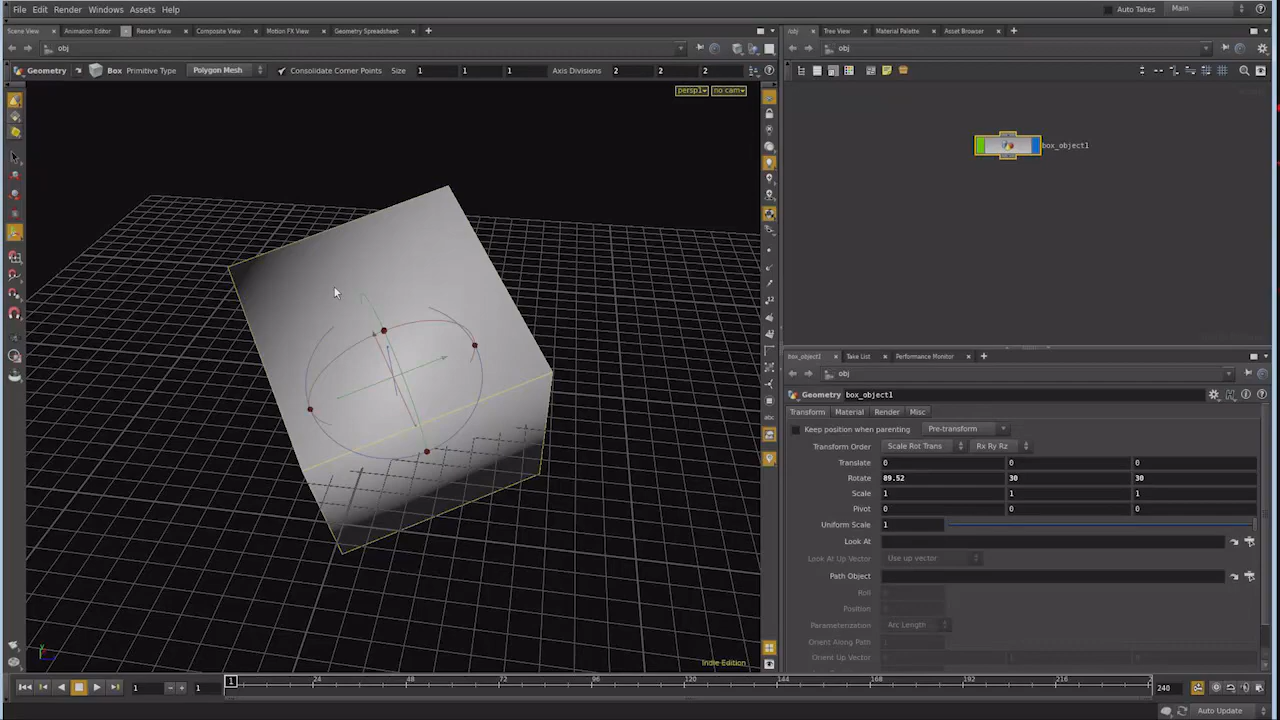 File Edit Render Windows Assets Help Auto Takes Main
Scene View Animation Editor Render View Composite View Motion FX View Geometry Spreadsheet
/obj Tree View Material Palette Asset Browser
obj
obj
Geometry Box Primitive Type Polygon Mesh Consolidate Corner Points Size 1 1 1 Axis Divisions 2 2 2
persp1 no cam
box_object1
box_object1 Take List Performance Monitor
obj
Geometry box_object1
Transform Material Render Misc
Keep position when parenting Pre-transform
Transform Order Scale Rot Trans Rx Ry Rz
Translate 0 0 0
Rotate 89.52 30 30
Scale 1 1 1
Pivot 0 0 0
Uniform Scale 1
Look At
Look At Up Vector Use up vector
Path Object
Roll
Position
Parameterization Arc Length
Orient Along Path
Orient Up Vector
Indie Edition
1 1 1 24 48 72 96 120 144 168 192 216 240
Auto Update